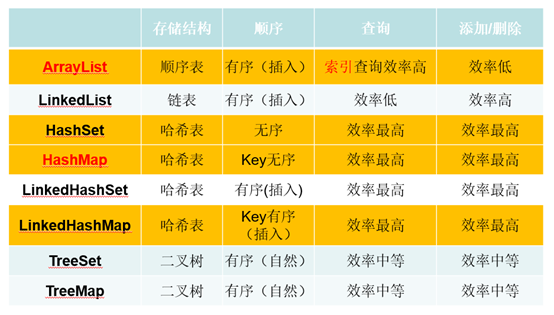 存储结构 顺序 查询 添加/删除
ArrayList 顺序表 有序（插入） 索引查询效率高 效率低
LinkedList 链表 有序（插入） 效率低 效率高
HashSet 哈希表 无序 效率最高 效率最高
HashMap 哈希表 Key无序 效率最高 效率最高
LinkedHashSet 哈希表 有序(插入) 效率最高 效率最高
LinkedHashMap 哈希表 Key有序 效率最高 效率最高
（插入）
TreeSet 二叉树 有序（自然） 效率中等 效率中等
TreeMap 二叉树 有序（自然） 效率中等 效率中等